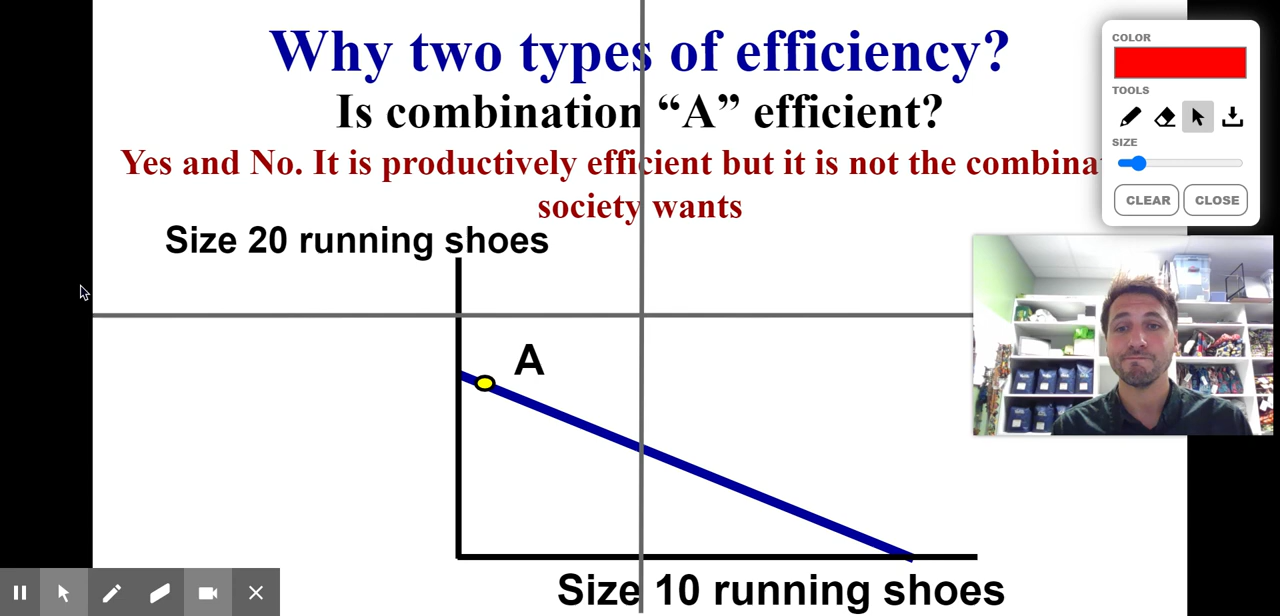 Why two types of efficiency?
Is combination “A” efficient?
Yes and No. It is productively efficient but it is not the
society wants
Size 20 running shoes
A
Size 10 running shoes
COLOR
TOOLS
SIZE
CLEAR CLOSE